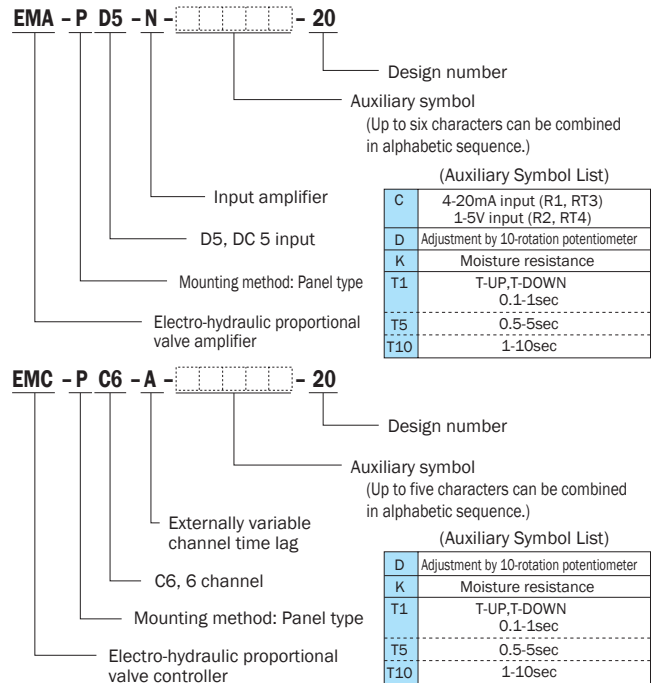 EMA – P D5 – N – – 20
Design number
Auxiliary symbol
(Up to six characters can be combined
in alphabetic sequence.)
(Auxiliary Symbol List)
C 4-20mA input (R1, RT3)
1-5V input (R2, RT4)
D Adjustment by 10-rotation potentiometer
K Moisture resistance
T1 T-UP,T-DOWN
0.1-1sec
T5 0.5-5sec
T10 1-10sec
Input amplifier
D5, DC 5 input
Mounting method: Panel type
Electro-hydraulic proportional
valve amplifier
EMC – P C6 – A – – 20
Design number
Auxiliary symbol
(Up to five characters can be combined
in alphabetic sequence.)
(Auxiliary Symbol List)
D Adjustment by 10-rotation potentiometer
K Moisture resistance
T1 T-UP,T-DOWN
0.1-1sec
T5 0.5-5sec
T10 1-10sec
Externally variable
channel time lag
C6, 6 channel
Mounting method: Panel type
Electro-hydraulic proportional
valve controller